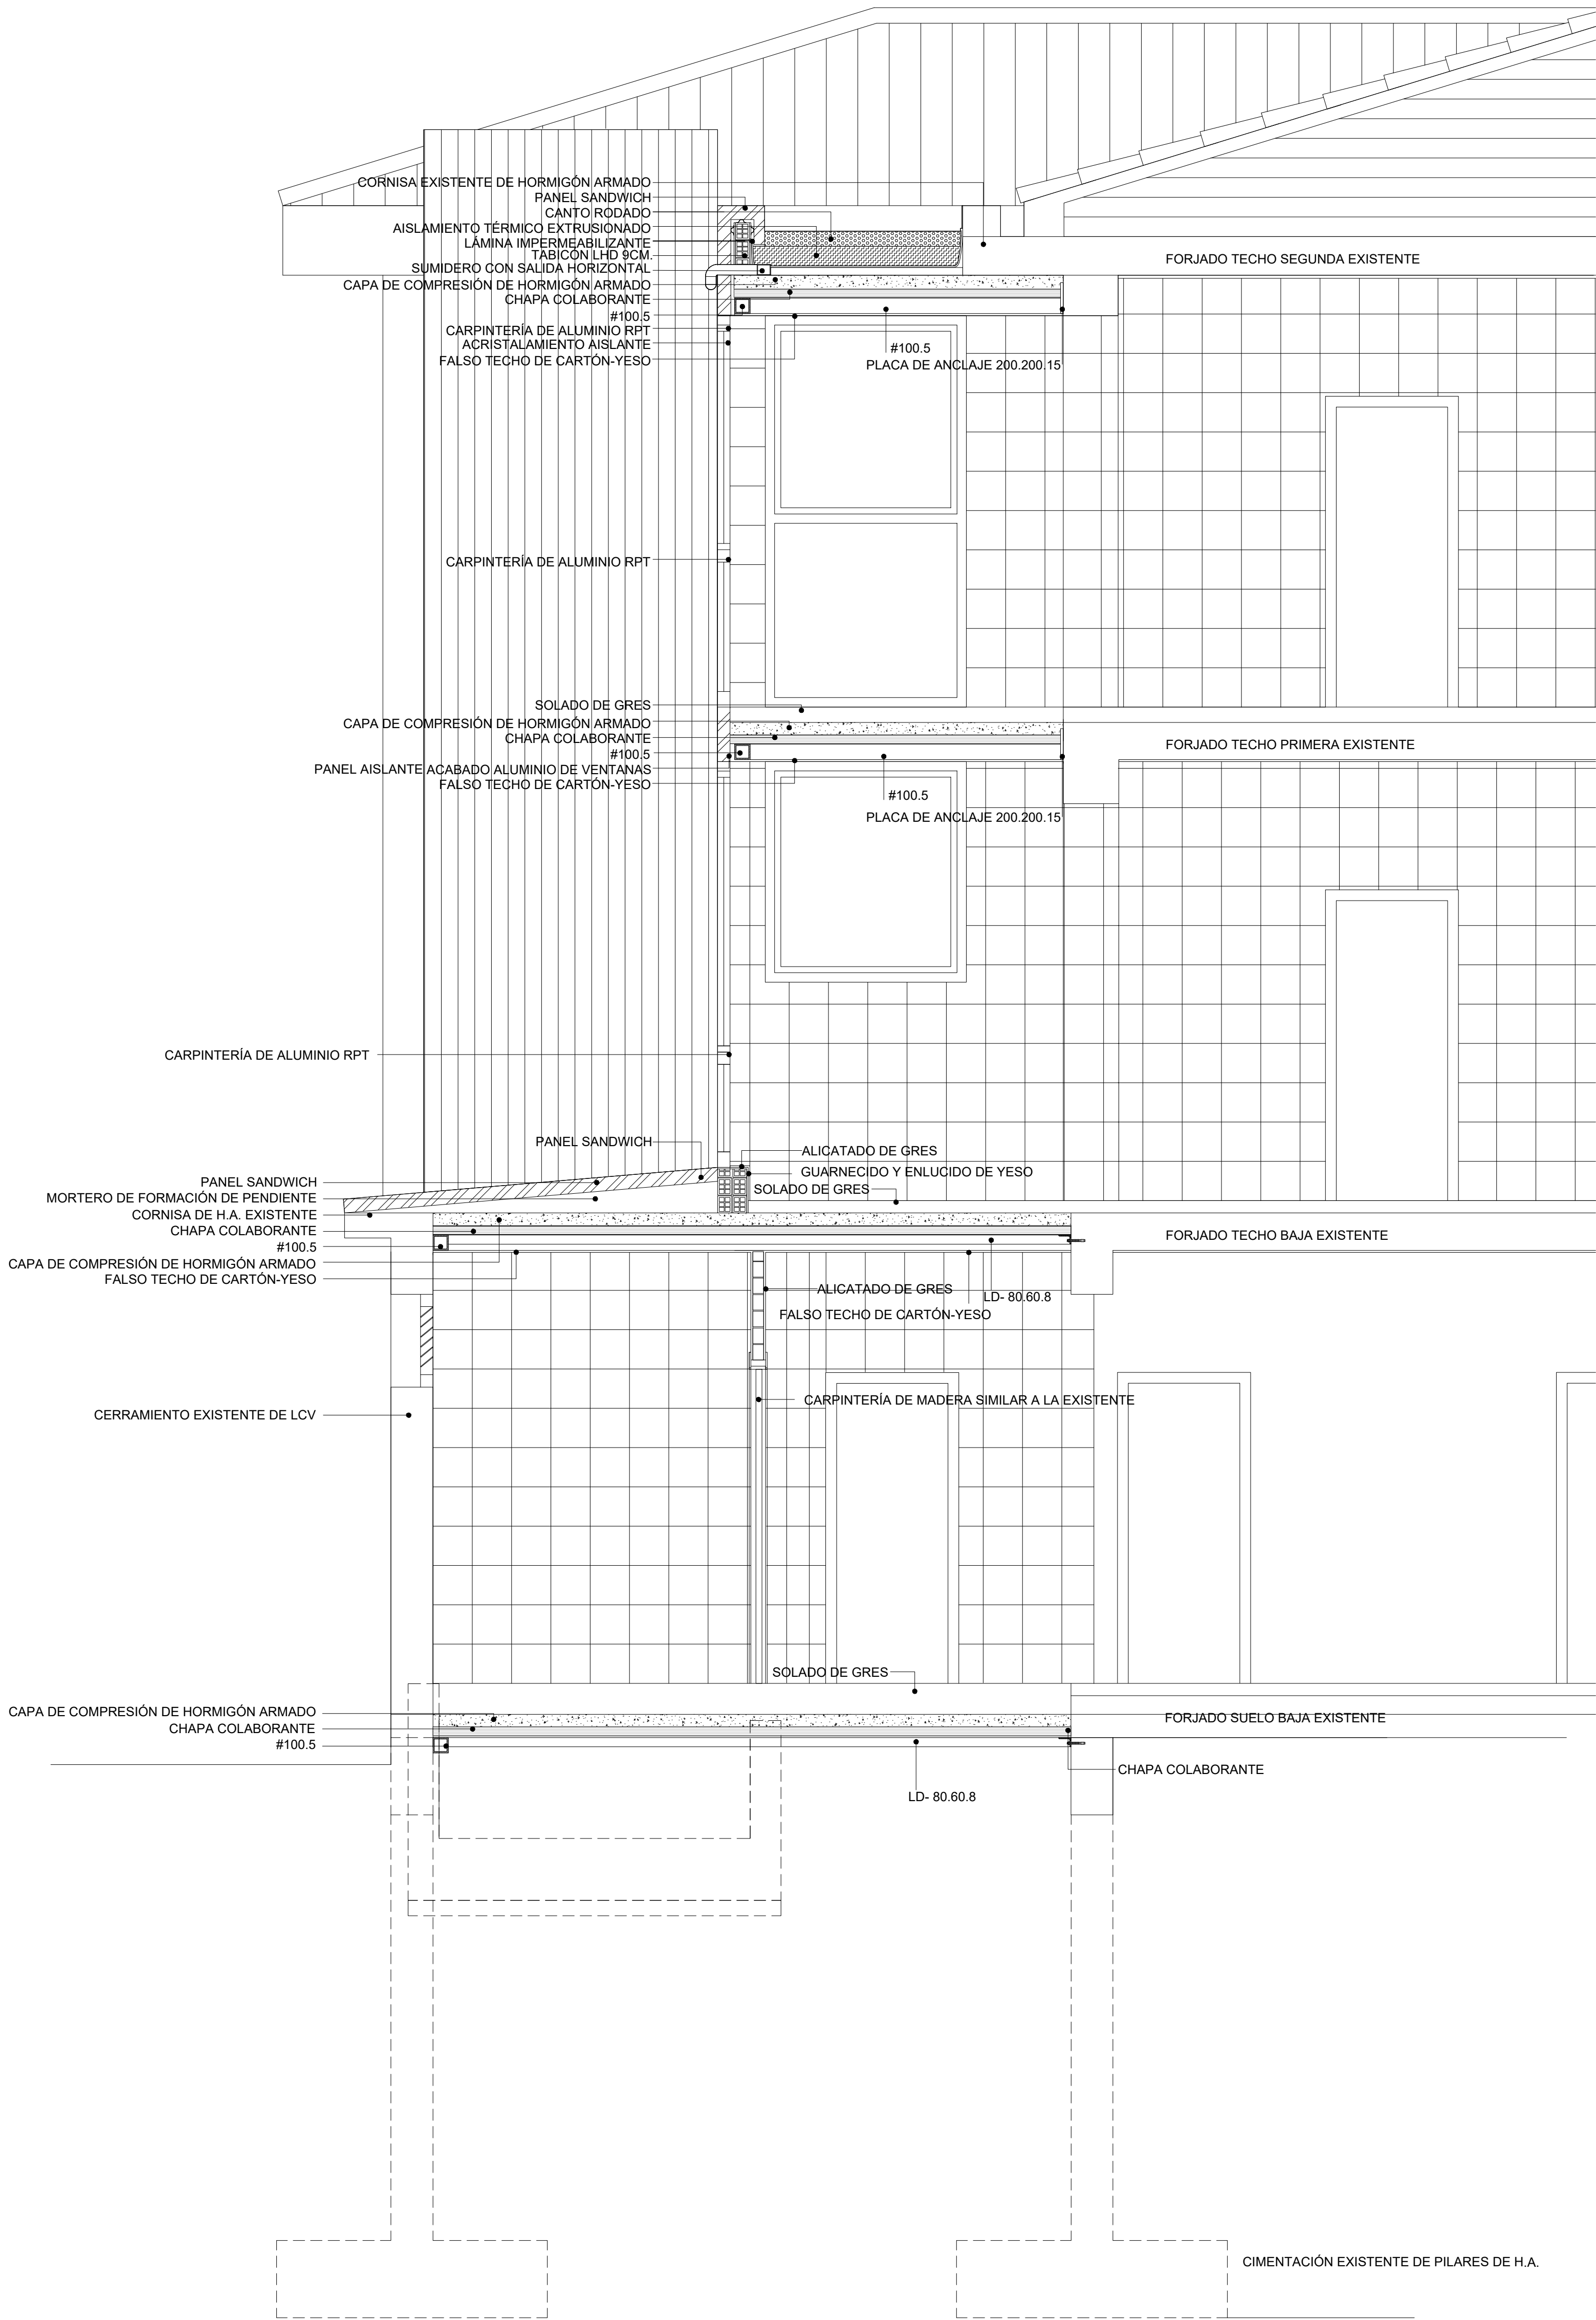 CORNISA EXISTENTE DE HORMIGÓN ARMADO
PANEL SANDWICH
CANTO RODADO
AISLAMIENTO TÉRMICO EXTRUSIONADO
LÁMINA IMPERMEABILIZANTE
TABICÓN LHD 9CM.
SUMIDERO CON SALIDA HORIZONTAL
CAPA DE COMPRESIÓN DE HORMIGÓN ARMADO
CHAPA COLABORANTE
#100.5
CARPINTERÍA DE ALUMINIO RPT
ACRISTALAMIENTO AISLANTE
FALSO TECHO DE CARTÓN-YESO
FORJADO TECHO SEGUNDA EXISTENTE
#100.5
PLACA DE ANCLAJE 200.200.15
CARPINTERÍA DE ALUMINIO RPT
SOLADO DE GRES
CAPA DE COMPRESIÓN DE HORMIGÓN ARMADO
CHAPA COLABORANTE
#100.5
PANEL AISLANTE ACABADO ALUMINIO DE VENTANAS
FALSO TECHO DE CARTÓN-YESO
FORJADO TECHO PRIMERA EXISTENTE
#100.5
PLACA DE ANCLAJE 200.200.15
CARPINTERÍA DE ALUMINIO RPT
PANEL SANDWICH
ALICATADO DE GRES
GUARNECIDO Y ENLUCIDO DE YESO
SOLADO DE GRES
PANEL SANDWICH
MORTERO DE FORMACIÓN DE PENDIENTE
CORNISA DE H.A. EXISTENTE
CHAPA COLABORANTE
#100.5
CAPA DE COMPRESIÓN DE HORMIGÓN ARMADO
FALSO TECHO DE CARTÓN-YESO
FORJADO TECHO BAJA EXISTENTE
ALICATADO DE GRES
LD- 80.60.8
FALSO TECHO DE CARTÓN-YESO
CARPINTERÍA DE MADERA SIMILAR A LA EXISTENTE
CERRAMIENTO EXISTENTE DE LCV
SOLADO DE GRES
CAPA DE COMPRESIÓN DE HORMIGÓN ARMADO
CHAPA COLABORANTE
#100.5
FORJADO SUELO BAJA EXISTENTE
CHAPA COLABORANTE
LD- 80.60.8
CIMENTACIÓN EXISTENTE DE PILARES DE H.A.